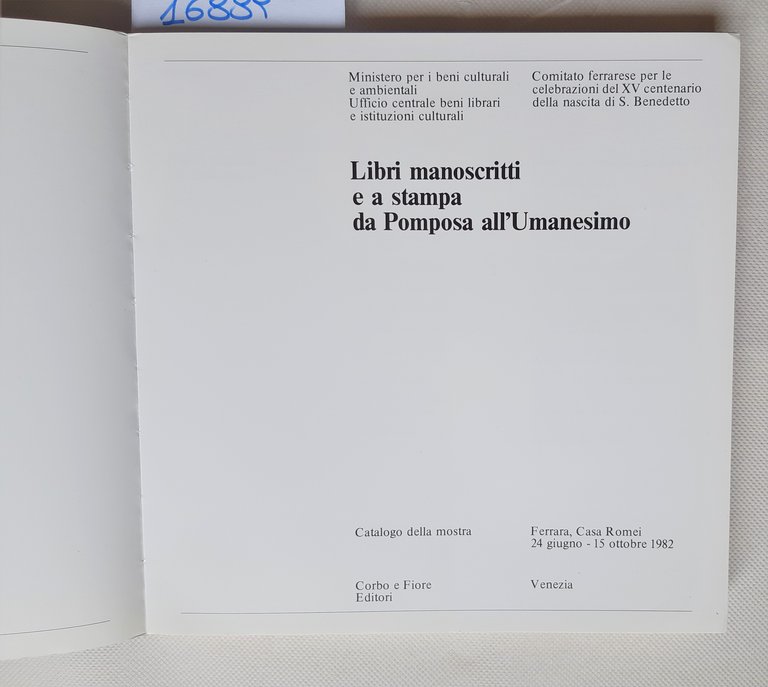 16889
Ministero per i beni culturali
e ambientali
Ufficio centrale beni librari
e istituzioni culturali
Comitato ferrarese per le
celebrazioni del XV centenario
della nascita di S. Benedetto
Libri manoscritti
e a stampa
da Pomposa all'Umanesimo
Catalogo della mostra
Ferrara, Casa Romei
24 giugno - 15 ottobre 1982
Corbo e Fiore
Editori
Venezia